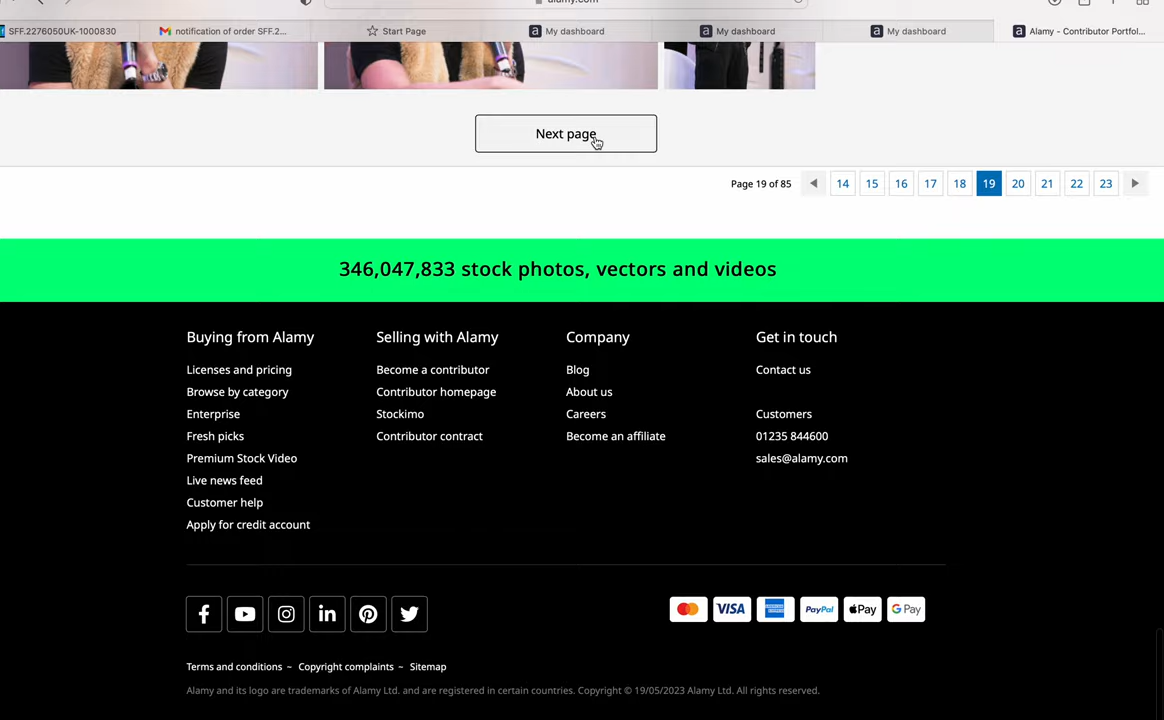 alamy.com
SFF.2276050UK-1000830
notification of order SFF.2...
Start Page
My dashboard
My dashboard
My dashboard
Alamy - Contributor Portfol...
Next page
Page 19 of 85
14 15 16 17 18 19 20 21 22 23
346,047,833 stock photos, vectors and videos
Buying from Alamy
Licenses and pricing
Browse by category
Enterprise
Fresh picks
Premium Stock Video
Live news feed
Customer help
Apply for credit account
Selling with Alamy
Become a contributor
Contributor homepage
Stockimo
Contributor contract
Company
Blog
About us
Careers
Become an affiliate
Get in touch
Contact us
Customers
01235 844600
sales@alamy.com
VISA
PayPal
Pay
G Pay
Terms and conditions ~ Copyright complaints ~ Sitemap
Alamy and its logo are trademarks of Alamy Ltd. and are registered in certain countries. Copyright © 19/05/2023 Alamy Ltd. All rights reserved.